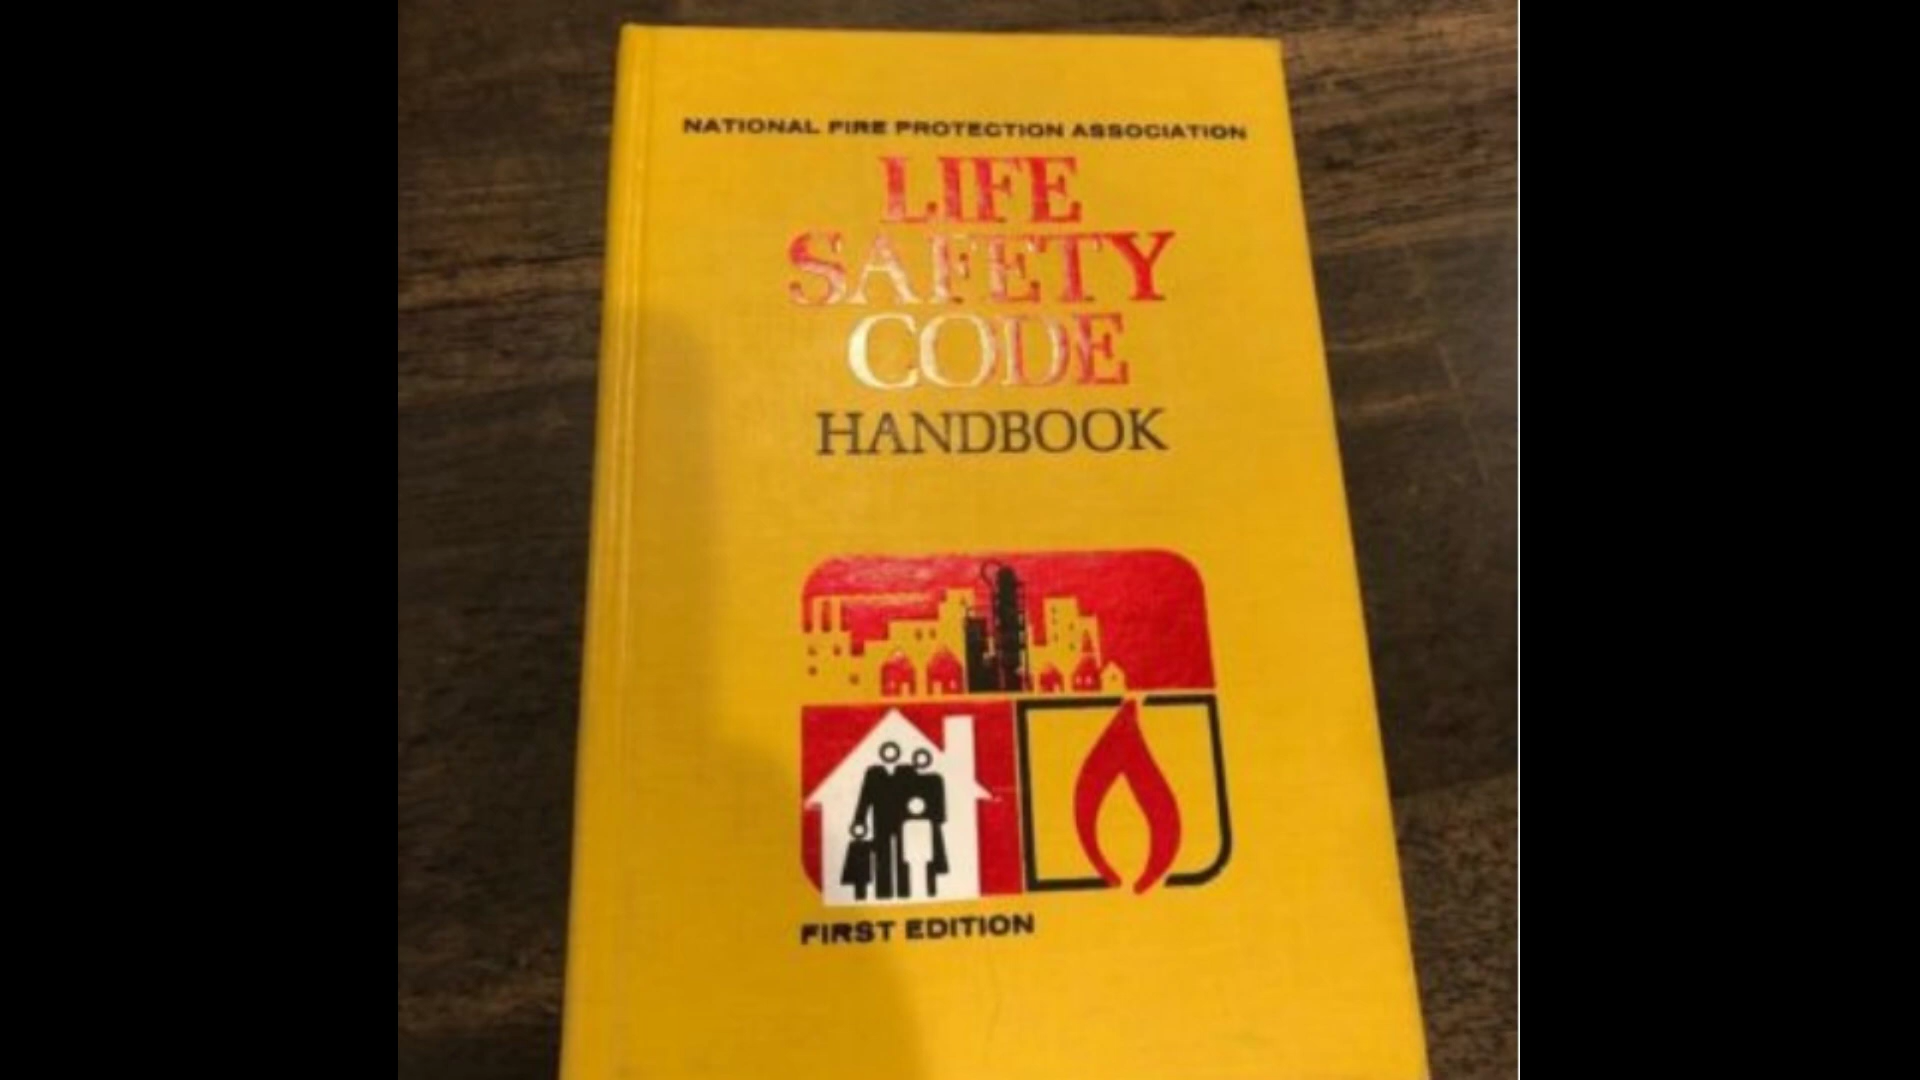 NATIONAL FIRE PROTECTION ASSOCIATION
LIFE
SAFETY
CODE
HANDBOOK
FIRST EDITION